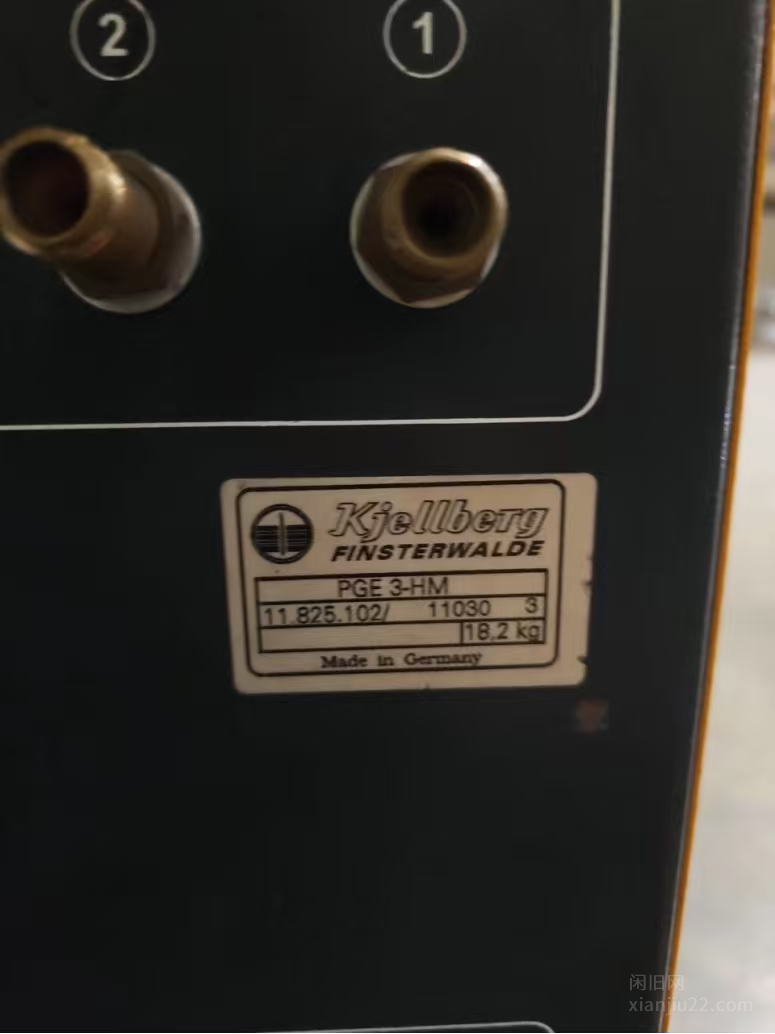 2 1
Kjellberg
FINSTERWALDE
PGE 3-HM
11.825.102/ 11030 3
18,2 kg
Made in Germany
闲旧网
xianjiu22.com